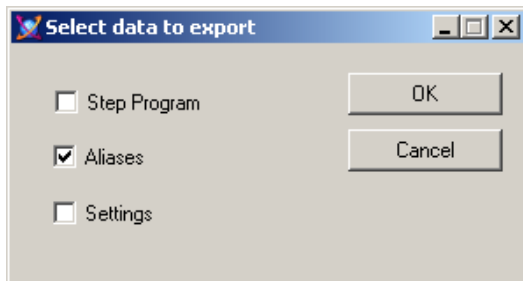 Select data to export
Step Program
OK
Aliases
Cancel
Settings